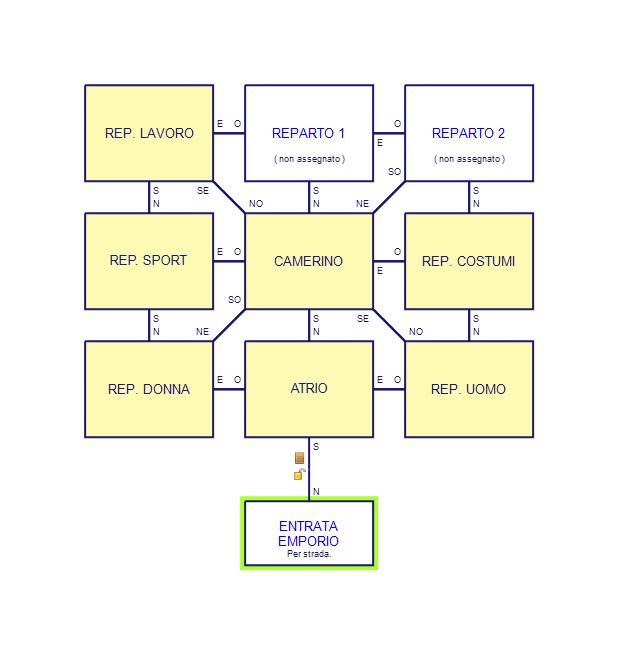 REP. LAVORO
E O
REPARTO 1
( non assegnato )
O
E
REPARTO 2
( non assegnato )
SO
S
N
SE
NO
S
N
NE
S
N
REP. SPORT
E O
CAMERINO
O
E
REP. COSTUMI
SO
S
N
NE
S
N
SE
NO
S
N
REP. DONNA
E O
ATRIO
E O
REP. UOMO
S
N
ENTRATA
EMPORIO
Per strada.